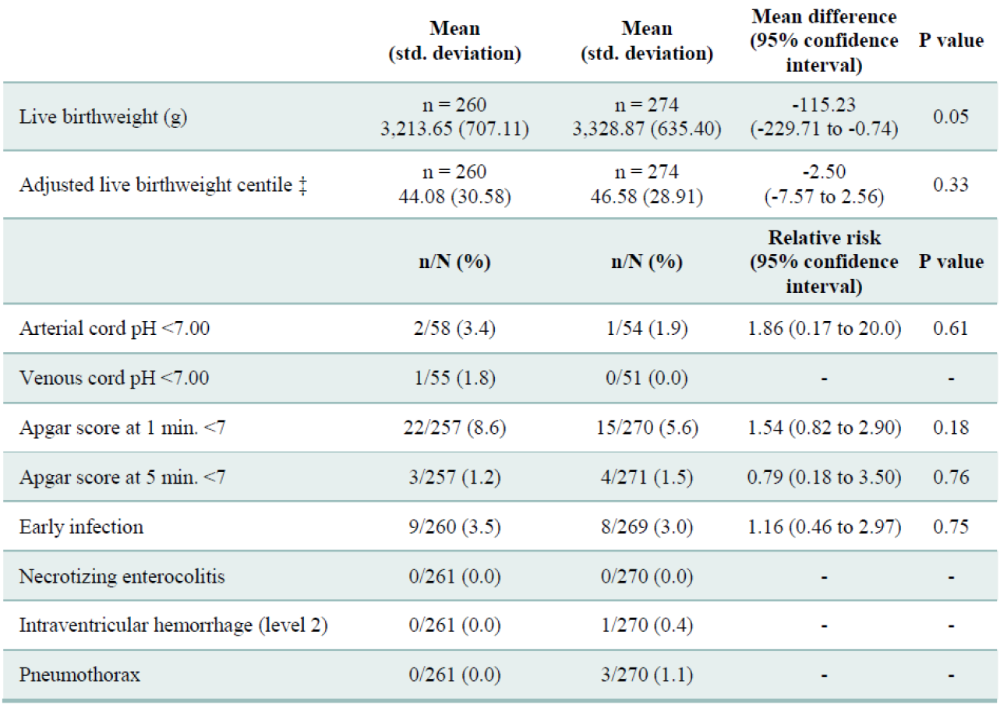 Mean (std. deviation) Mean (std. deviation) Mean difference (95% confidence interval) P value
Live birthweight (g) n = 260 3,213.65 (707.11) n = 274 3,328.87 (635.40) -115.23 (-229.71 to -0.74) 0.05
Adjusted live birthweight centile ‡ n = 260 44.08 (30.58) n = 274 46.58 (28.91) -2.50 (-7.57 to 2.56) 0.33
n/N (%) n/N (%) Relative risk (95% confidence interval) P value
Arterial cord pH <7.00 2/58 (3.4) 1/54 (1.9) 1.86 (0.17 to 20.0) 0.61
Venous cord pH <7.00 1/55 (1.8) 0/51 (0.0) - -
Apgar score at 1 min. <7 22/257 (8.6) 15/270 (5.6) 1.54 (0.82 to 2.90) 0.18
Apgar score at 5 min. <7 3/257 (1.2) 4/271 (1.5) 0.79 (0.18 to 3.50) 0.76
Early infection 9/260 (3.5) 8/269 (3.0) 1.16 (0.46 to 2.97) 0.75
Necrotizing enterocolitis 0/261 (0.0) 0/270 (0.0) - -
Intraventricular hemorrhage (level 2) 0/261 (0.0) 1/270 (0.4) - -
Pneumothorax 0/261 (0.0) 3/270 (1.1) - -